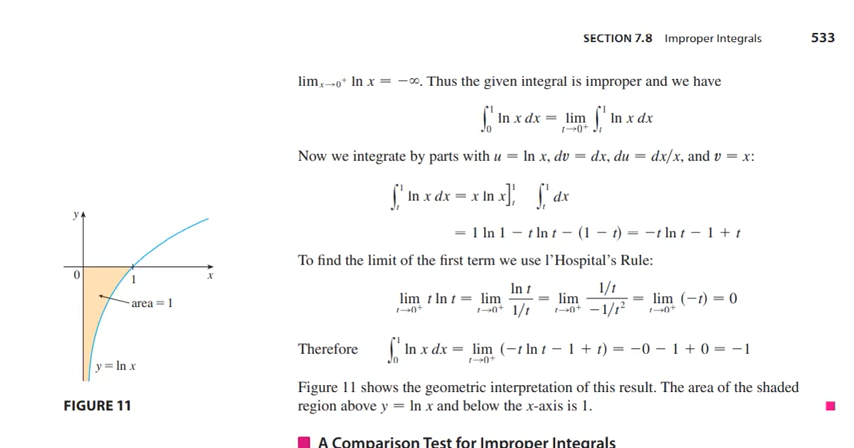 SECTION 7.8 Improper Integrals 533
lim_{x→0⁺} ln x = −∞. Thus the given integral is improper and we have
∫₀¹ ln x dx = lim_{t→0⁺} ∫ₜ¹ ln x dx
Now we integrate by parts with u = ln x, dv = dx, du = dx/x, and v = x:
∫ₜ¹ ln x dx = x ln x]ₜ¹ ∫ₜ¹ dx
= 1 ln 1 − t ln t − (1 − t) = −t ln t − 1 + t
To find the limit of the first term we use l’Hospital’s Rule:
lim_{t→0⁺} t ln t = lim_{t→0⁺} (ln t)/(1/t) = lim_{t→0⁺} (1/t)/(−1/t²) = lim_{t→0⁺} (−t) = 0
Therefore ∫₀¹ ln x dx = lim_{t→0⁺} (−t ln t − 1 + t) = −0 − 1 + 0 = −1
Figure 11 shows the geometric interpretation of this result. The area of the shaded
region above y = ln x and below the x-axis is 1.
A Comparison Test for Improper Integrals
y
0
1
x
area = 1
y = ln x
FIGURE 11